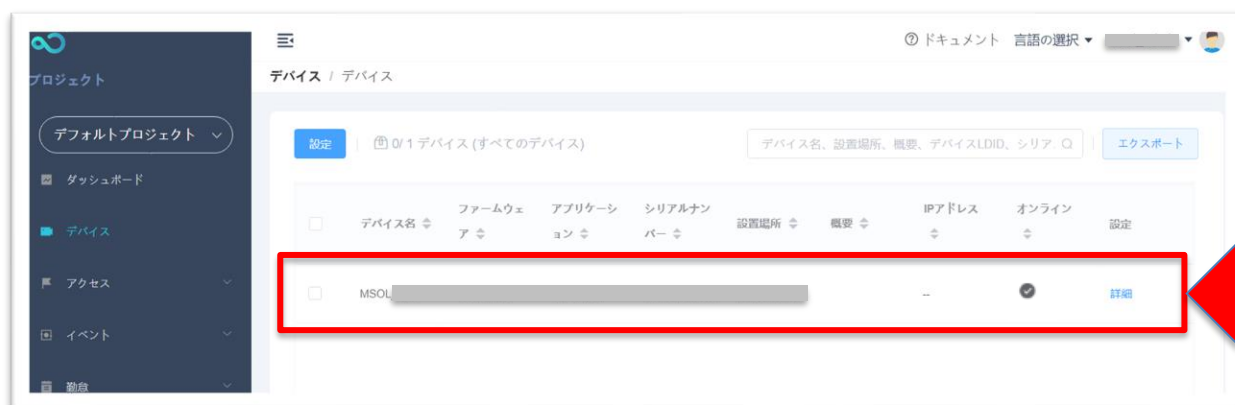 ドキュメント 言語の選択
プロジェクト
デバイス / デバイス
デフォルトプロジェクト
設定 0/ 1 デバイス (すべてのデバイス) デバイス名、設置場所、概要、デバイスLDID、シリア エクスポート
ダッシュボード
デバイス名 ファームウェア アプリケーション シリアルナンバー 設置場所 概要 IPアドレス オンライン 設定
デバイス
アクセス
MSOL -- 詳細
イベント
勤怠